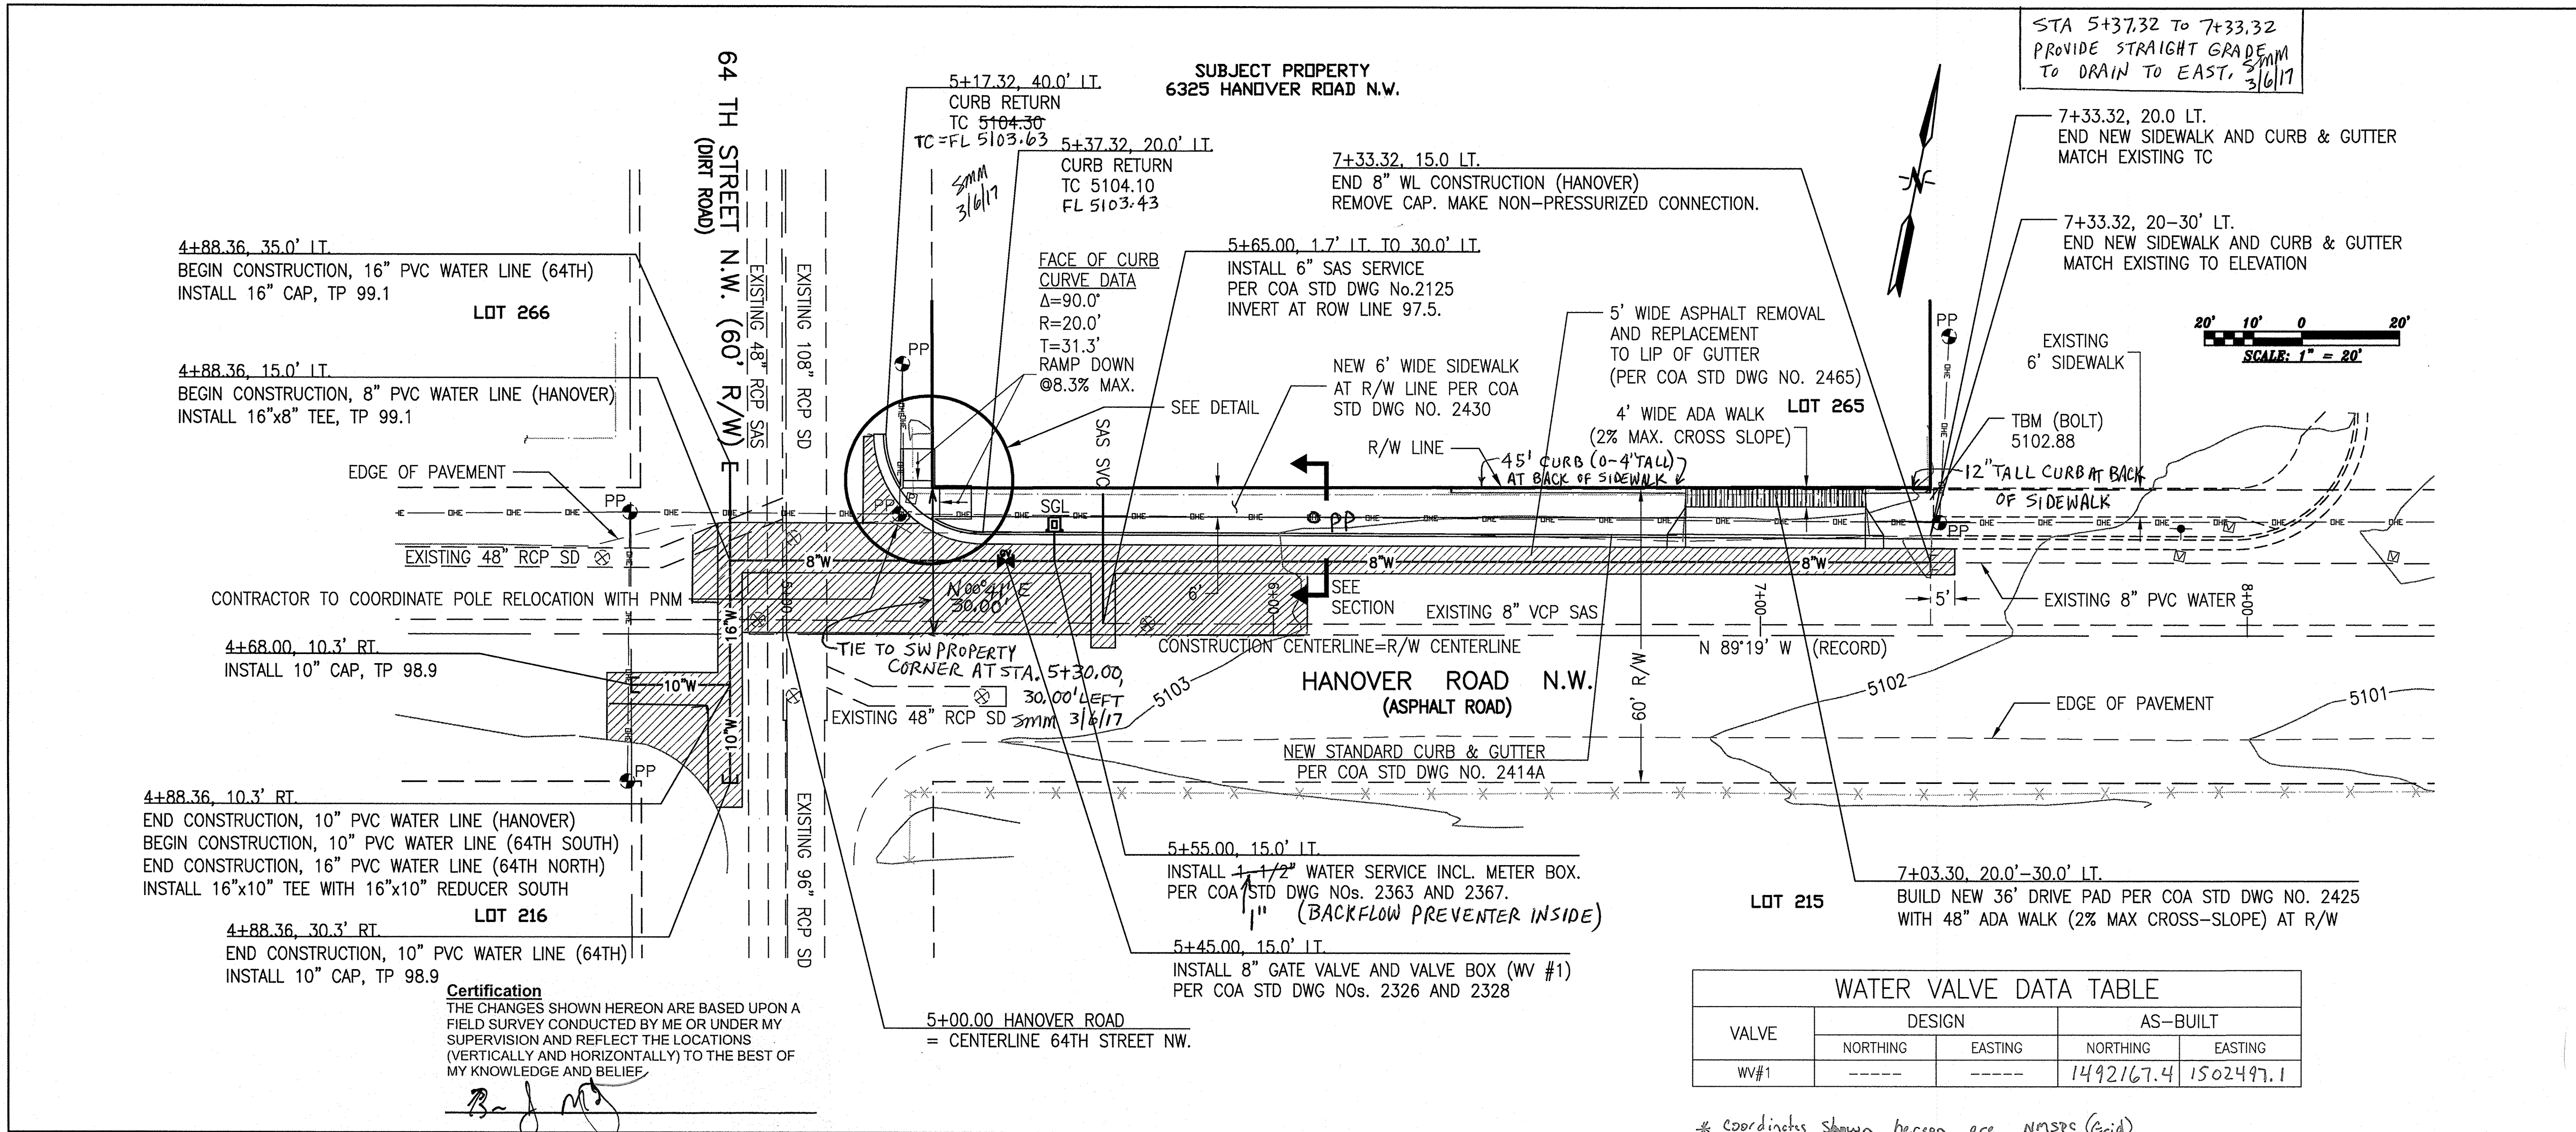 STA 5+37.32 TO 7+33.32
PROVIDE STRAIGHT GRADE
TO DRAIN TO EAST. SMM
3/6/17
SUBJECT PROPERTY
6325 HANOVER ROAD N.W.
64 TH STREET N.W. (60' R/W)
(DIRT ROAD)
5+17.32, 40.0' LT.
CURB RETURN
TC 5104.30
TC=FL 5103.63
SMM
3/6/17
5+37.32, 20.0' LT.
CURB RETURN
TC 5104.10
FL 5103.43
7+33.32, 15.0 LT.
END 8" WL CONSTRUCTION (HANOVER)
REMOVE CAP. MAKE NON-PRESSURIZED CONNECTION.
7+33.32, 20.0 LT.
END NEW SIDEWALK AND CURB & GUTTER
MATCH EXISTING TC
N
7+33.32, 20-30' LT.
END NEW SIDEWALK AND CURB & GUTTER
MATCH EXISTING TO ELEVATION
4+88.36, 35.0' LT.
BEGIN CONSTRUCTION, 16" PVC WATER LINE (64TH)
INSTALL 16" CAP, TP 99.1
LOT 266
EXISTING 48" RCP SAS
EXISTING 108" RCP SD
FACE OF CURB
CURVE DATA
Δ=90.0°
R=20.0'
T=31.3'
RAMP DOWN
@8.3% MAX.
5+65.00, 1.7' LT. TO 30.0' LT.
INSTALL 6" SAS SERVICE
PER COA STD DWG No.2125
INVERT AT ROW LINE 97.5.
5' WIDE ASPHALT REMOVAL
AND REPLACEMENT
TO LIP OF GUTTER
(PER COA STD DWG NO. 2465)
20' 10' 0 20'
SCALE: 1" = 20'
EXISTING
6' SIDEWALK
4+88.36, 15.0' LT.
BEGIN CONSTRUCTION, 8" PVC WATER LINE (HANOVER)
INSTALL 16"x8" TEE, TP 99.1
PP
NEW 6' WIDE SIDEWALK
AT R/W LINE PER COA
STD DWG NO. 2430
SEE DETAIL
4' WIDE ADA WALK
(2% MAX. CROSS SLOPE)
LOT 265
PP
TBM (BOLT)
5102.88
R/W LINE
45' CURB (0-4" TALL)
AT BACK OF SIDEWALK
12" TALL CURB AT BACK
OF SIDEWALK
EDGE OF PAVEMENT
SAS SVC
SGL
PP
PP
PP
PP
OHE OHE OHE OHE OHE OHE
EXISTING 48" RCP SD
8"W 8"W 8"W
5+00
6+00
7+00
8+00
CONTRACTOR TO COORDINATE POLE RELOCATION WITH PNM
N00°41' E
30.00'
6'
SEE
SECTION
EXISTING 8" VCP SAS
5'
EXISTING 8" PVC WATER
16"W
4+68.00, 10.3' RT.
INSTALL 10" CAP, TP 98.9
10"W
10"W
TIE TO SW PROPERTY
CORNER AT STA. 5+30.00,
30.00' LEFT
SMM 3/6/17
CONSTRUCTION CENTERLINE=R/W CENTERLINE
N 89°19' W (RECORD)
EXISTING 48" RCP SD
5103
HANOVER ROAD N.W.
(ASPHALT ROAD)
60' R/W
5102
5101
EDGE OF PAVEMENT
PP
NEW STANDARD CURB & GUTTER
PER COA STD DWG NO. 2414A
EXISTING 96" RCP SD
4+88.36, 10.3' RT.
END CONSTRUCTION, 10" PVC WATER LINE (HANOVER)
BEGIN CONSTRUCTION, 10" PVC WATER LINE (64TH SOUTH)
END CONSTRUCTION, 16" PVC WATER LINE (64TH NORTH)
INSTALL 16"x10" TEE WITH 16"x10" REDUCER SOUTH
LOT 216
4+88.36, 30.3' RT.
END CONSTRUCTION, 10" PVC WATER LINE (64TH)
INSTALL 10" CAP, TP 98.9
5+55.00, 15.0' LT.
INSTALL 1-1/2" WATER SERVICE INCL. METER BOX.
PER COA STD DWG NOs. 2363 AND 2367.
1" (BACKFLOW PREVENTER INSIDE)
5+45.00, 15.0' LT.
INSTALL 8" GATE VALVE AND VALVE BOX (WV #1)
PER COA STD DWG NOs. 2326 AND 2328
LOT 215
7+03.30, 20.0'-30.0' LT.
BUILD NEW 36' DRIVE PAD PER COA STD DWG NO. 2425
WITH 48" ADA WALK (2% MAX CROSS-SLOPE) AT R/W
5+00.00 HANOVER ROAD
= CENTERLINE 64TH STREET NW.
Certification
THE CHANGES SHOWN HEREON ARE BASED UPON A
FIELD SURVEY CONDUCTED BY ME OR UNDER MY
SUPERVISION AND REFLECT THE LOCATIONS
(VERTICALLY AND HORIZONTALLY) TO THE BEST OF
MY KNOWLEDGE AND BELIEF
WATER VALVE DATA TABLE
VALVE DESIGN AS-BUILT
NORTHING EASTING NORTHING EASTING
WV#1 ----- ----- 1492167.4 1502497.1
* Coordinates shown hereon are NMSPS (Grid)